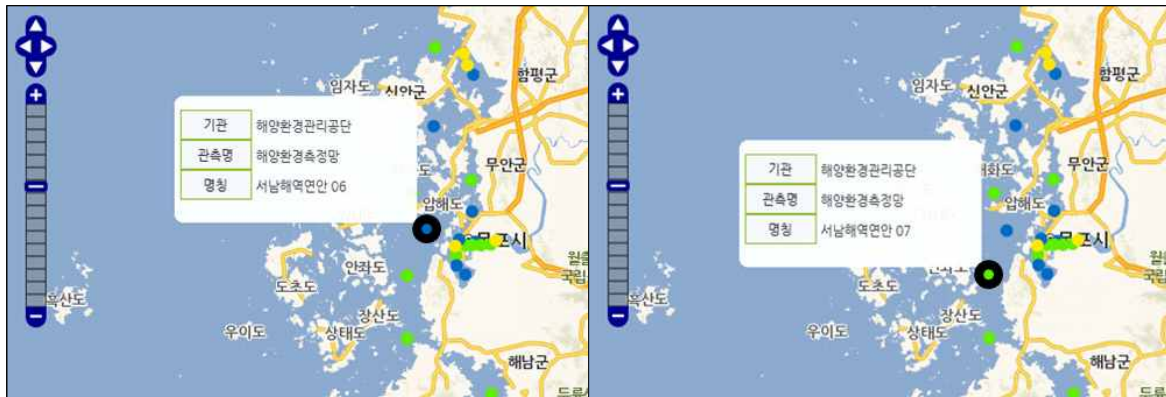 함평군
임자도
신안군
기관 해양환경관리공단
관측명 해양환경측정망
명칭 서남해역연안 06
무안군
압해도
목포시
안좌도
도초도
흑산도
장산도
우이도
상태도
해남군
함평군
임자도
신안군
기관 해양환경관리공단
관측명 해양환경측정망
명칭 서남해역연안 07
무안군
압해도
목포시
도초도
흑산도
장산도
우이도
상태도
해남군